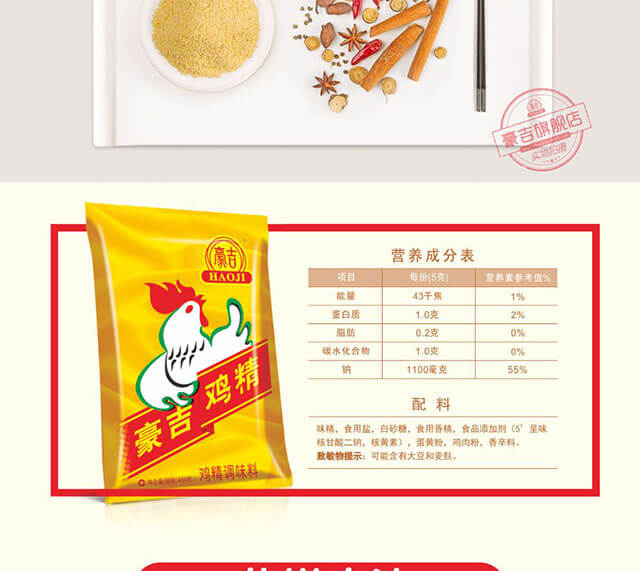 豪吉
豪吉旗舰店
实物拍摄
豪吉
HAOJI
豪吉 鸡精
鸡精调味料
营养成分表
项目 每份(5克) 营养素参考值%
能量 43千焦 1%
蛋白质 1.0克 2%
脂肪 0.2克 0%
碳水化合物 1.0克 0%
钠 1100毫克 55%
配 料
味精，食用盐，白砂糖，食用香精，食品添加剂（5’呈味
核苷酸二钠，核黄素），蛋黄粉，鸡肉粉，香辛料。
致敏物提示：可能含有大豆和麦麸。